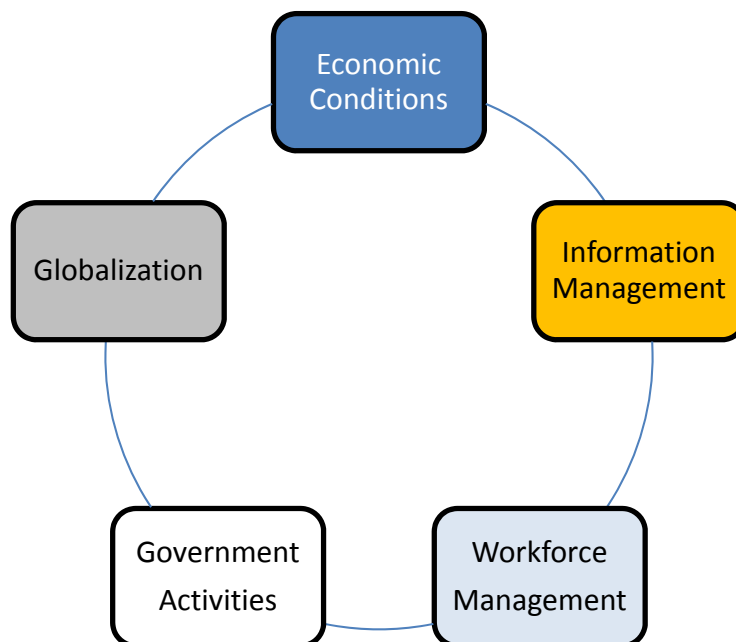 Economic
Conditions
Information
Management
Workforce
Management
Government
Activities
Globalization